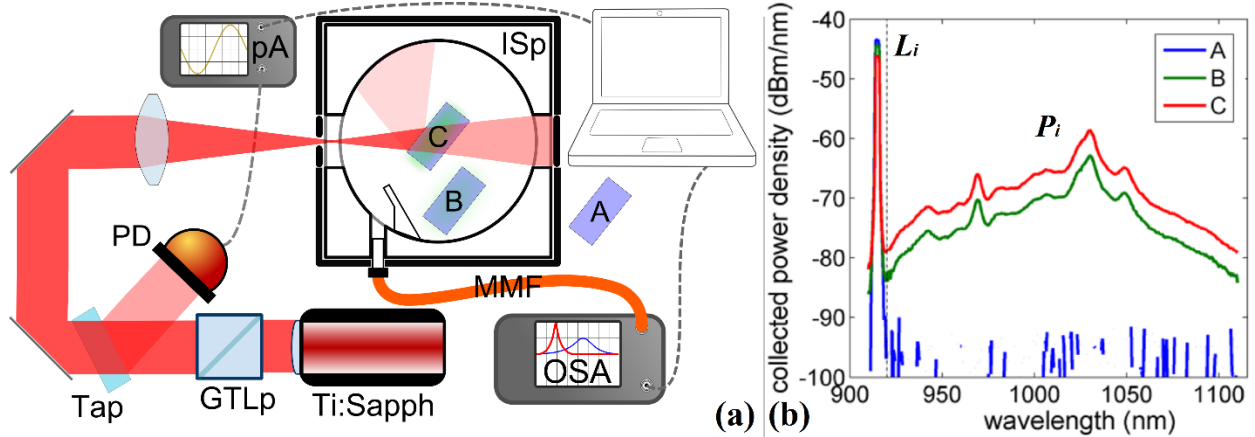 pA
ISp
C
B
A
PD
MMF
OSA
Tap
GTLp
Ti:Sapph
(a)
collected power density (dBm/nm)
-40
-50
-60
-70
-80
-90
-100
Li
Pi
A
B
C
900
950
1000
1050
1100
wavelength (nm)
(b)